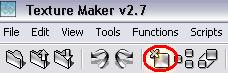 Texture Maker v2.7
File Edit View Tools Functions Scripts